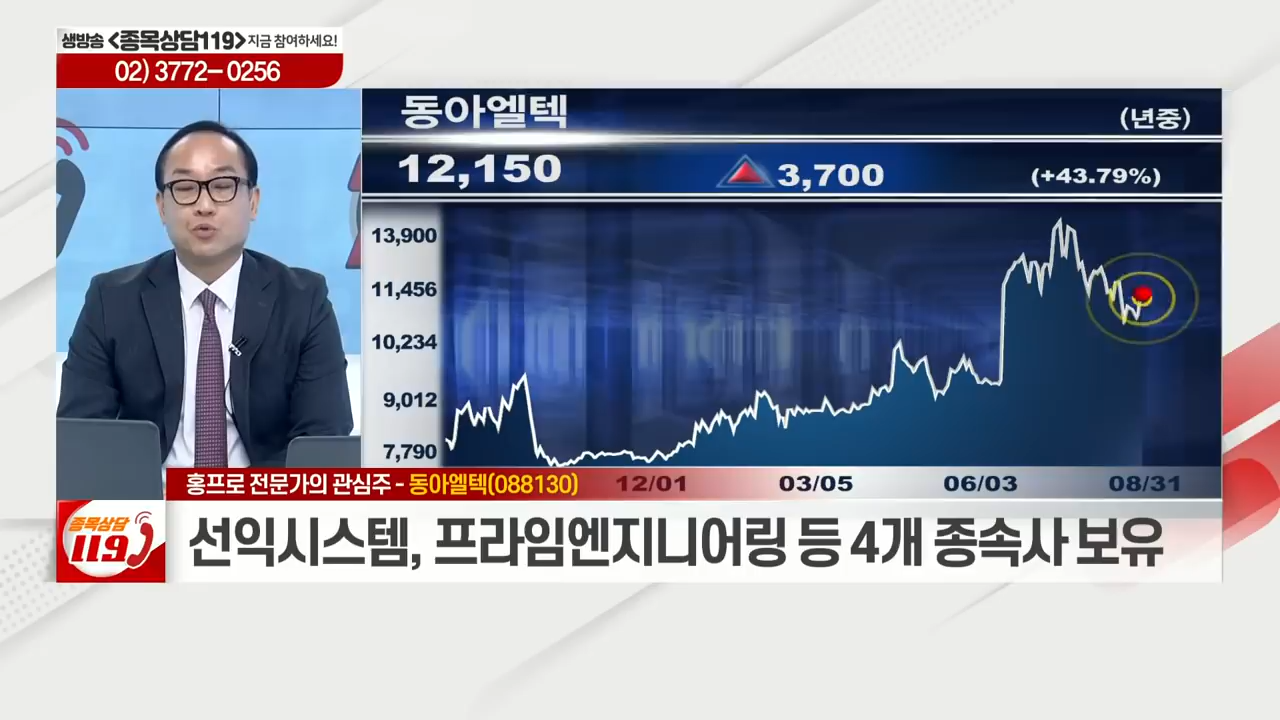 생방송 <종목상담119> 지금 참여하세요!
02) 3772-0256
동아엘텍
(년중)
12,150
3,700
(+43.79%)
13,900
11,456
10,234
9,012
7,790
12/01
03/05
06/03
08/31
홍프로 전문가의 관심주 - 동아엘텍(088130)
종목상담
119
선익시스템, 프라임엔지니어링 등 4개 종속사 보유